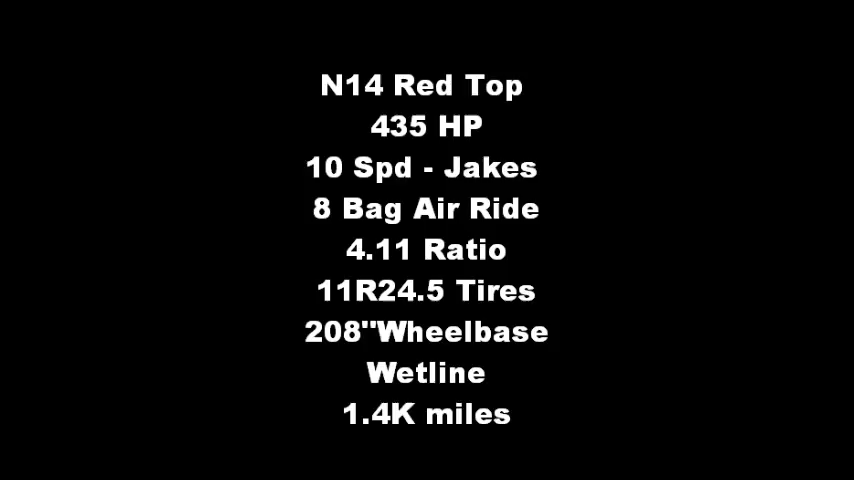 N14 Red Top
435 HP
10 Spd - Jakes
8 Bag Air Ride
4.11 Ratio
11R24.5 Tires
208"Wheelbase
Wetline
1.4K miles